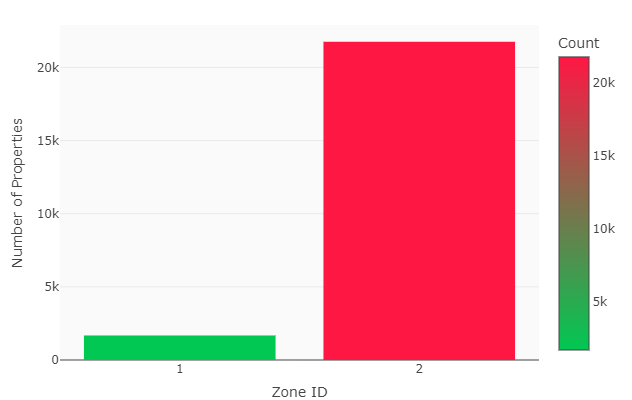 Count
20k
15k
10k
5k
0
Number of Properties
1
2
Zone ID
20k
15k
10k
5k